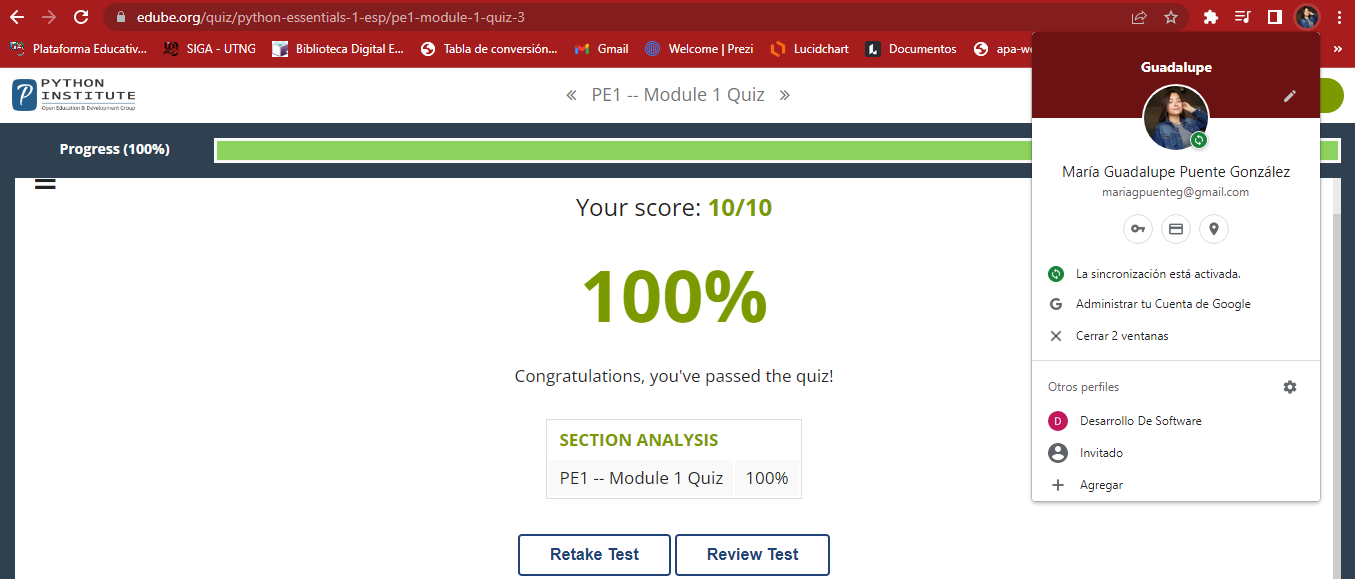 edube.org/quiz/python-essentials-1-esp/pe1-module-1-quiz-3
Plataforma Educativ... SIGA - UTNG Biblioteca Digital E... Tabla de conversión... Gmail Welcome | Prezi Lucidchart Documentos »
PYTHON
INSTITUTE
Open Education & Development Group
« PE1 -- Module 1 Quiz »
Progress (100%)
Your score: 10/10
100%
Congratulations, you've passed the quiz!
SECTION ANALYSIS
PE1 -- Module 1 Quiz 100%
Retake Test Review Test
Guadalupe
María Guadalupe Puente González
mariagpuenteg@gmail.com
La sincronización está activada.
G Administrar tu Cuenta de Google
Cerrar 2 ventanas
Otros perfiles
D Desarrollo De Software
Invitado
Agregar